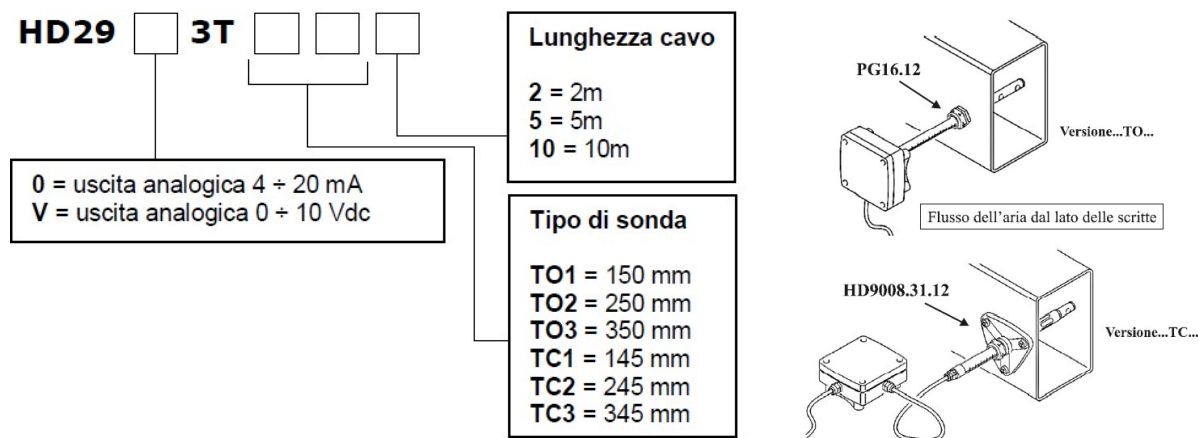 HD29 3T
0 = uscita analogica 4 ÷ 20 mA
V = uscita analogica 0 ÷ 10 Vdc
Lunghezza cavo
2 = 2m
5 = 5m
10 = 10m
Tipo di sonda
TO1 = 150 mm
TO2 = 250 mm
TO3 = 350 mm
TC1 = 145 mm
TC2 = 245 mm
TC3 = 345 mm
PG16.12
Versione...TO...
Flusso dell'aria dal lato delle scritte
HD9008.31.12
Versione...TC...